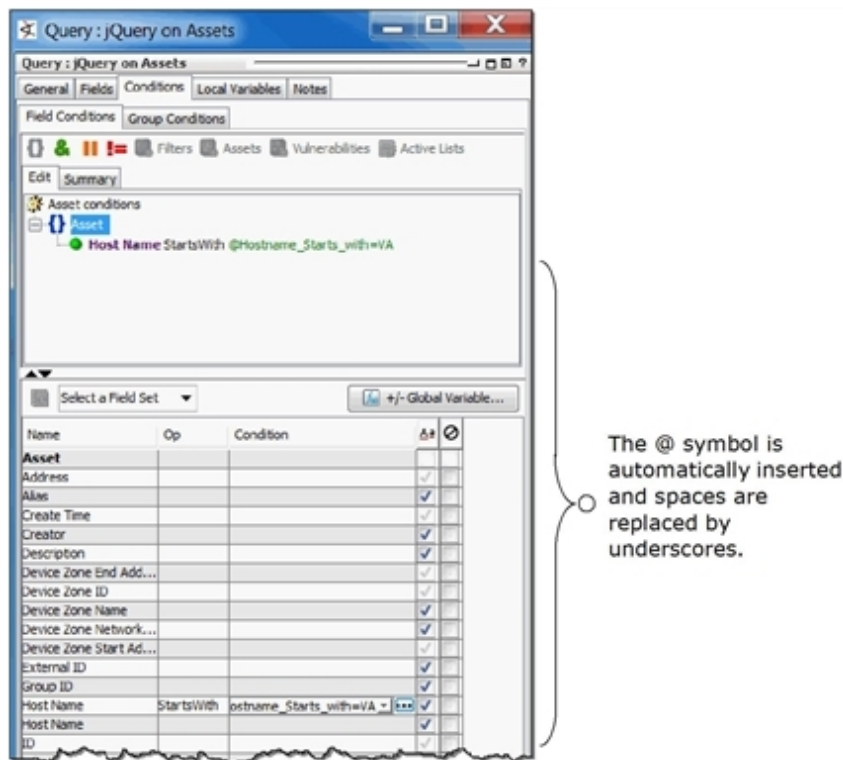 Query : jQuery on Assets
Query : jQuery on Assets
General Fields Conditions Local Variables Notes
Field Conditions Group Conditions
{} & != Filters Assets Vulnerabilities Active Lists
Edit Summary
Asset conditions
{} Asset
Host Name StartsWith @Hostname_Starts_with=VA
Select a Field Set
+/- Global Variable...
Name Op Condition
Asset
Address
Alias
Create Time
Creator
Description
Device Zone End Add...
Device Zone ID
Device Zone Name
Device Zone Network...
Device Zone Start Ad...
External ID
Group ID
Host Name StartsWith ostname_Starts_with=VA ...
Host Name
ID
The @ symbol is
automatically inserted
and spaces are
replaced by
underscores.